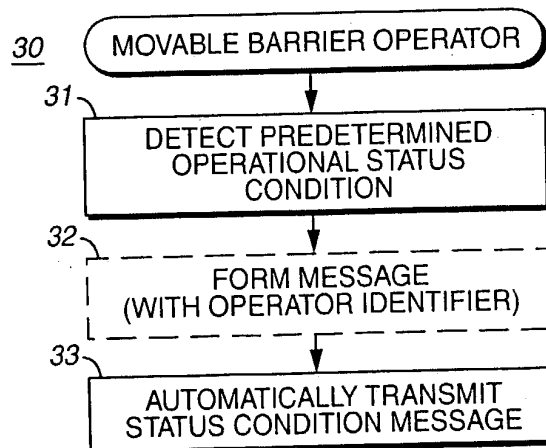 30
MOVABLE BARRIER OPERATOR
31
DETECT PREDETERMINED
OPERATIONAL STATUS
CONDITION
32
FORM MESSAGE
(WITH OPERATOR IDENTIFIER)
33
AUTOMATICALLY TRANSMIT
STATUS CONDITION MESSAGE